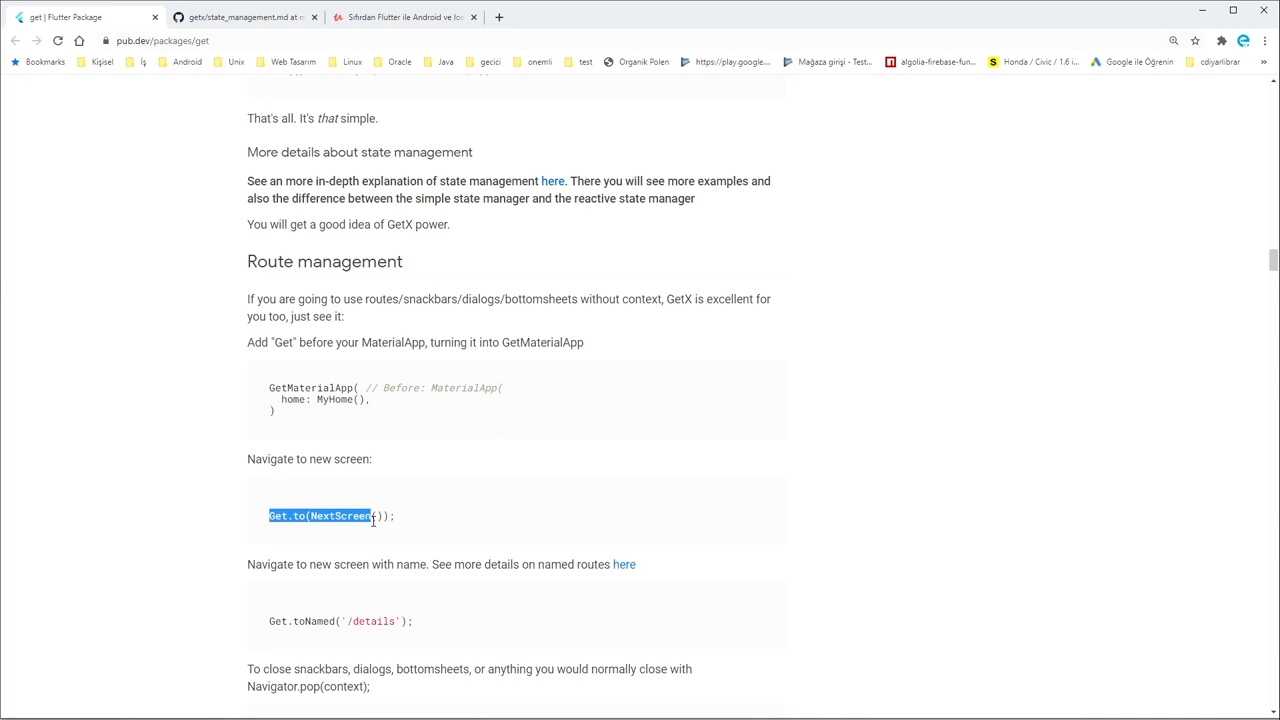 get | Flutter Package
getx/state_management.md at m
Sıfırdan Flutter ile Android ve Ios
pub.dev/packages/get
Bookmarks
Kişisel
İş
Android
Unix
Web Tasarım
Linux
Oracle
Java
gecici
onemli
test
Organik Polen
https://play.google....
Mağaza girişi - Test...
algolia-firebase-fun...
Honda / Civic / 1.6 i...
Google ile Öğrenin
cdiyarlibrar
»
That's all. It's that simple.
More details about state management
See an more in-depth explanation of state management here. There you will see more examples and
also the difference between the simple state manager and the reactive state manager
You will get a good idea of GetX power.
Route management
If you are going to use routes/snackbars/dialogs/bottomsheets without context, GetX is excellent for
you too, just see it:
Add "Get" before your MaterialApp, turning it into GetMaterialApp
GetMaterialApp( // Before: MaterialApp(
home: MyHome(),
)
Navigate to new screen:
Get.to(NextScreen());
Navigate to new screen with name. See more details on named routes here
Get.toNamed('/details');
To close snackbars, dialogs, bottomsheets, or anything you would normally close with
Navigator.pop(context);